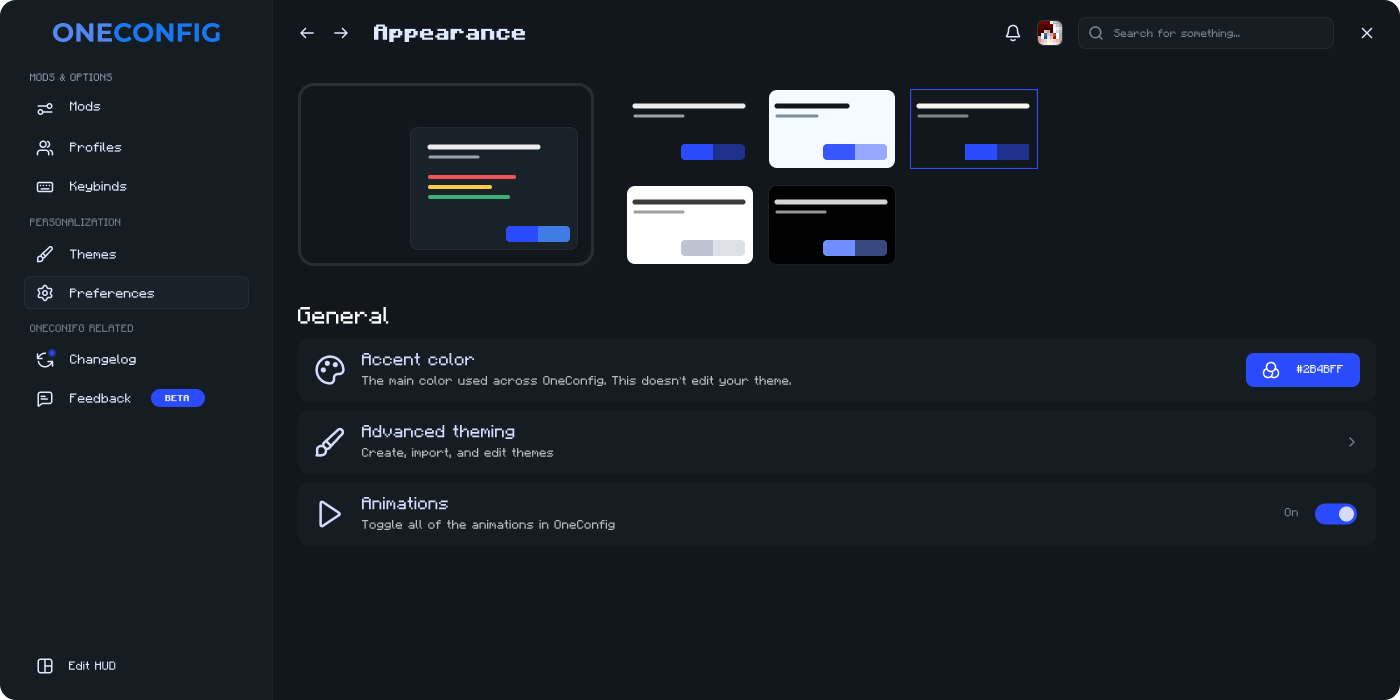 ONECONFIG
MODS & OPTIONS
Mods
Profiles
Keybinds
PERSONALIZATION
Themes
Preferences
ONECONIFG RELATED
Changelog
Feedback
BETA
Edit HUD
Appearance
Search for something...
General
Accent color
The main color used across OneConfig. This doesn't edit your theme.
#2B4BFF
Advanced theming
Create, import, and edit themes
Animations
Toggle all of the animations in OneConfig
On